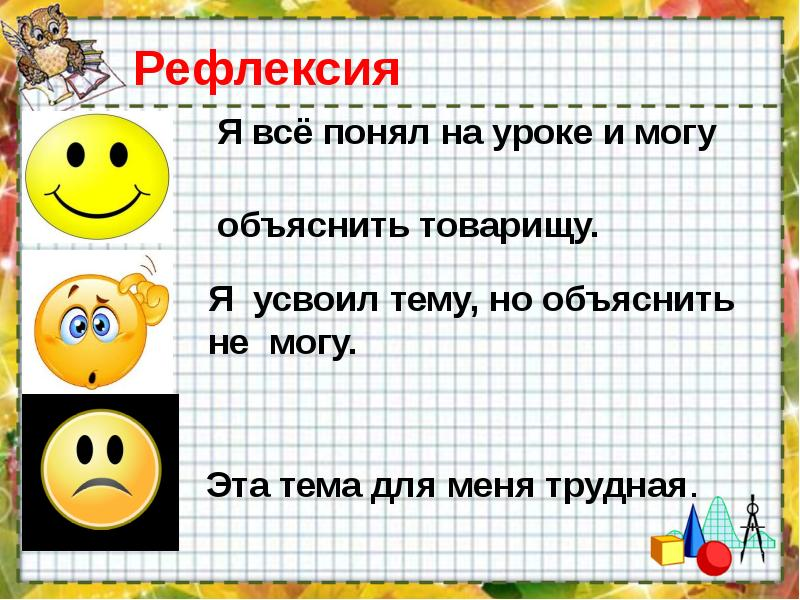 Рефлексия
Я всё понял на уроке и могу
объяснить товарищу.
Я усвоил тему, но объяснить
не могу.
Эта тема для меня трудная.